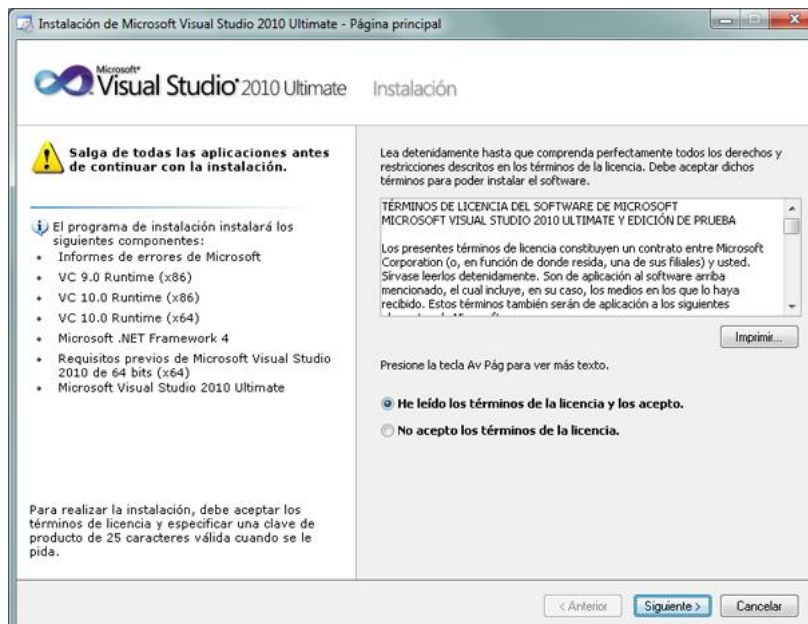 Instalación de Microsoft Visual Studio 2010 Ultimate - Página principal
Microsoft®
Visual Studio® 2010 Ultimate
Instalación
Salga de todas las aplicaciones antes
de continuar con la instalación.
El programa de instalación instalará los
siguientes componentes:
Informes de errores de Microsoft
VC 9.0 Runtime (x86)
VC 10.0 Runtime (x86)
VC 10.0 Runtime (x64)
Microsoft .NET Framework 4
Requisitos previos de Microsoft Visual Studio
2010 de 64 bits (x64)
Microsoft Visual Studio 2010 Ultimate
Para realizar la instalación, debe aceptar los
términos de licencia y especificar una clave de
producto de 25 caracteres válida cuando se le
pida.
Lea detenidamente hasta que comprenda perfectamente todos los derechos y
restricciones descritos en los términos de la licencia. Debe aceptar dichos
términos para poder instalar el software.
TÉRMINOS DE LICENCIA DEL SOFTWARE DE MICROSOFT
MICROSOFT VISUAL STUDIO 2010 ULTIMATE Y EDICIÓN DE PRUEBA
Los presentes términos de licencia constituyen un contrato entre Microsoft
Corporation (o, en función de donde resida, una de sus filiales) y usted.
Sírvase leerlos detenidamente. Son de aplicación al software arriba
mencionado, el cual incluye, en su caso, los medios en los que lo haya
recibido. Estos términos también serán de aplicación a los siguientes
Imprimir...
Presione la tecla Av Pág para ver más texto.
He leído los términos de la licencia y los acepto.
No acepto los términos de la licencia.
< Anterior
Siguiente >
Cancelar